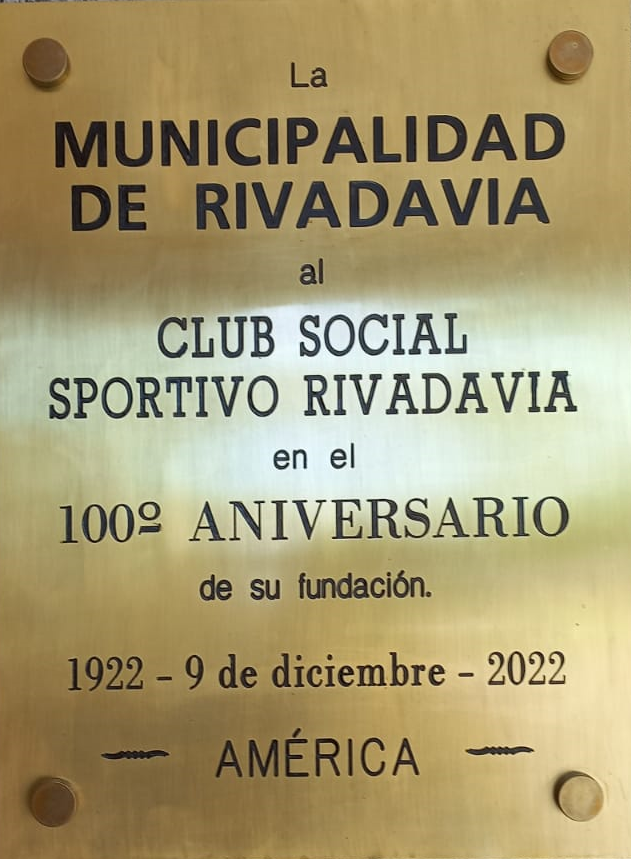 La
MUNICIPALIDAD
DE RIVADAVIA
al
CLUB SOCIAL
SPORTIVO RIVADAVIA
en el
100º ANIVERSARIO
de su fundación.
1922 - 9 de diciembre - 2022
AMÉRICA